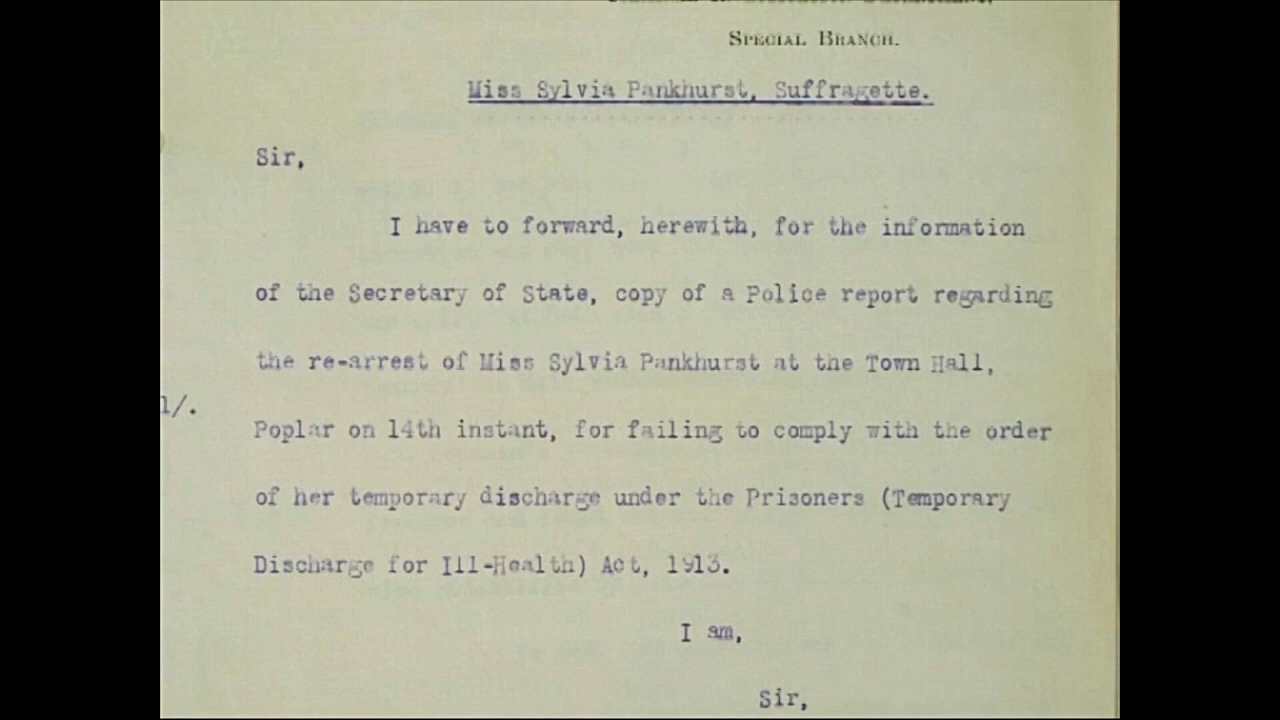 SPECIAL BRANCH.
Miss Sylvia Pankhurst, Suffragette.
Sir,
I have to forward, herewith, for the information
of the Secretary of State, copy of a Police report regarding
the re-arrest of Miss Sylvia Pankhurst at the Town Hall,
1/.
Poplar on 14th instant, for failing to comply with the order
of her temporary discharge under the Prisoners (Temporary
Discharge for Ill-Health) Act, 1913.
I am,
Sir,